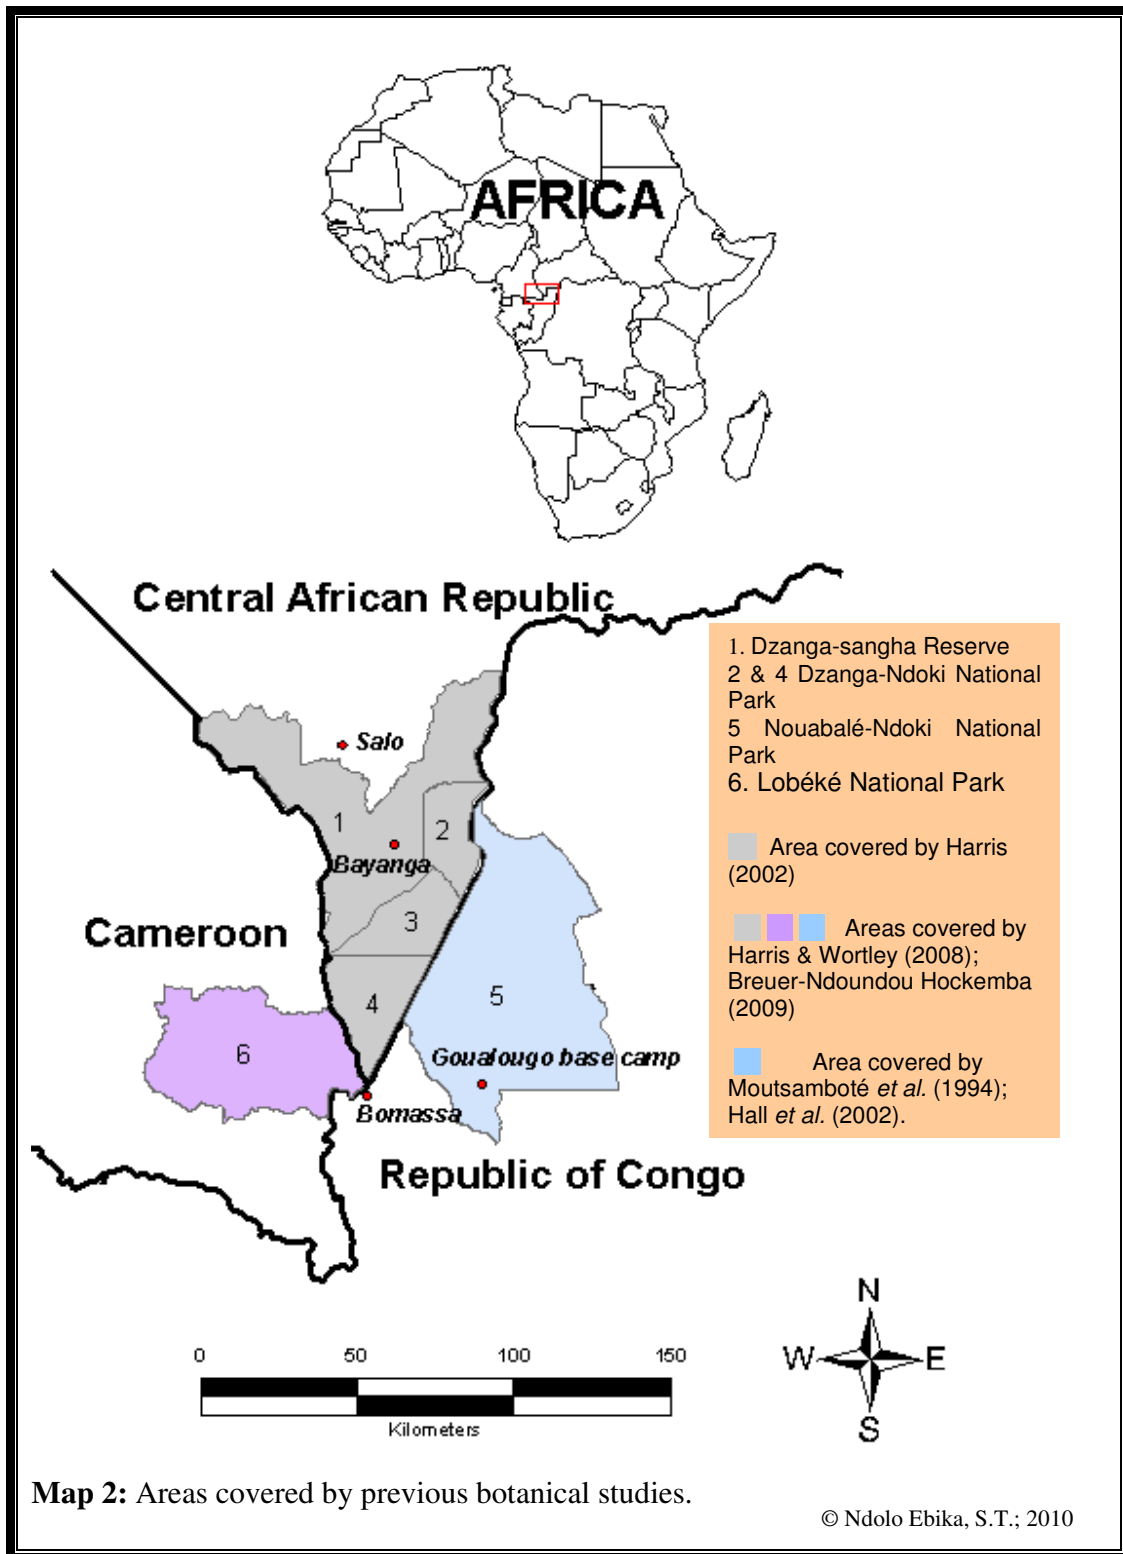 AFRICA
Central African Republic
1. Dzanga-sangha Reserve
2 & 4 Dzanga-Ndoki National
Park
5 Nouabalé-Ndoki National
Park
6. Lobéké National Park
Area covered by Harris
(2002)
Areas covered by
Harris & Wortley (2008);
Breuer-Ndoundou Hockemba
(2009)
Area covered by
Moutsamboté et al. (1994);
Hall et al. (2002).
Salo
1
2
Bayanga
3
Cameroon
4
5
6
Goualougo base camp
Bomassa
Republic of Congo
0 50 100 150
Kilometers
N
W E
S
Map 2: Areas covered by previous botanical studies.
© Ndolo Ebika, S.T.; 2010